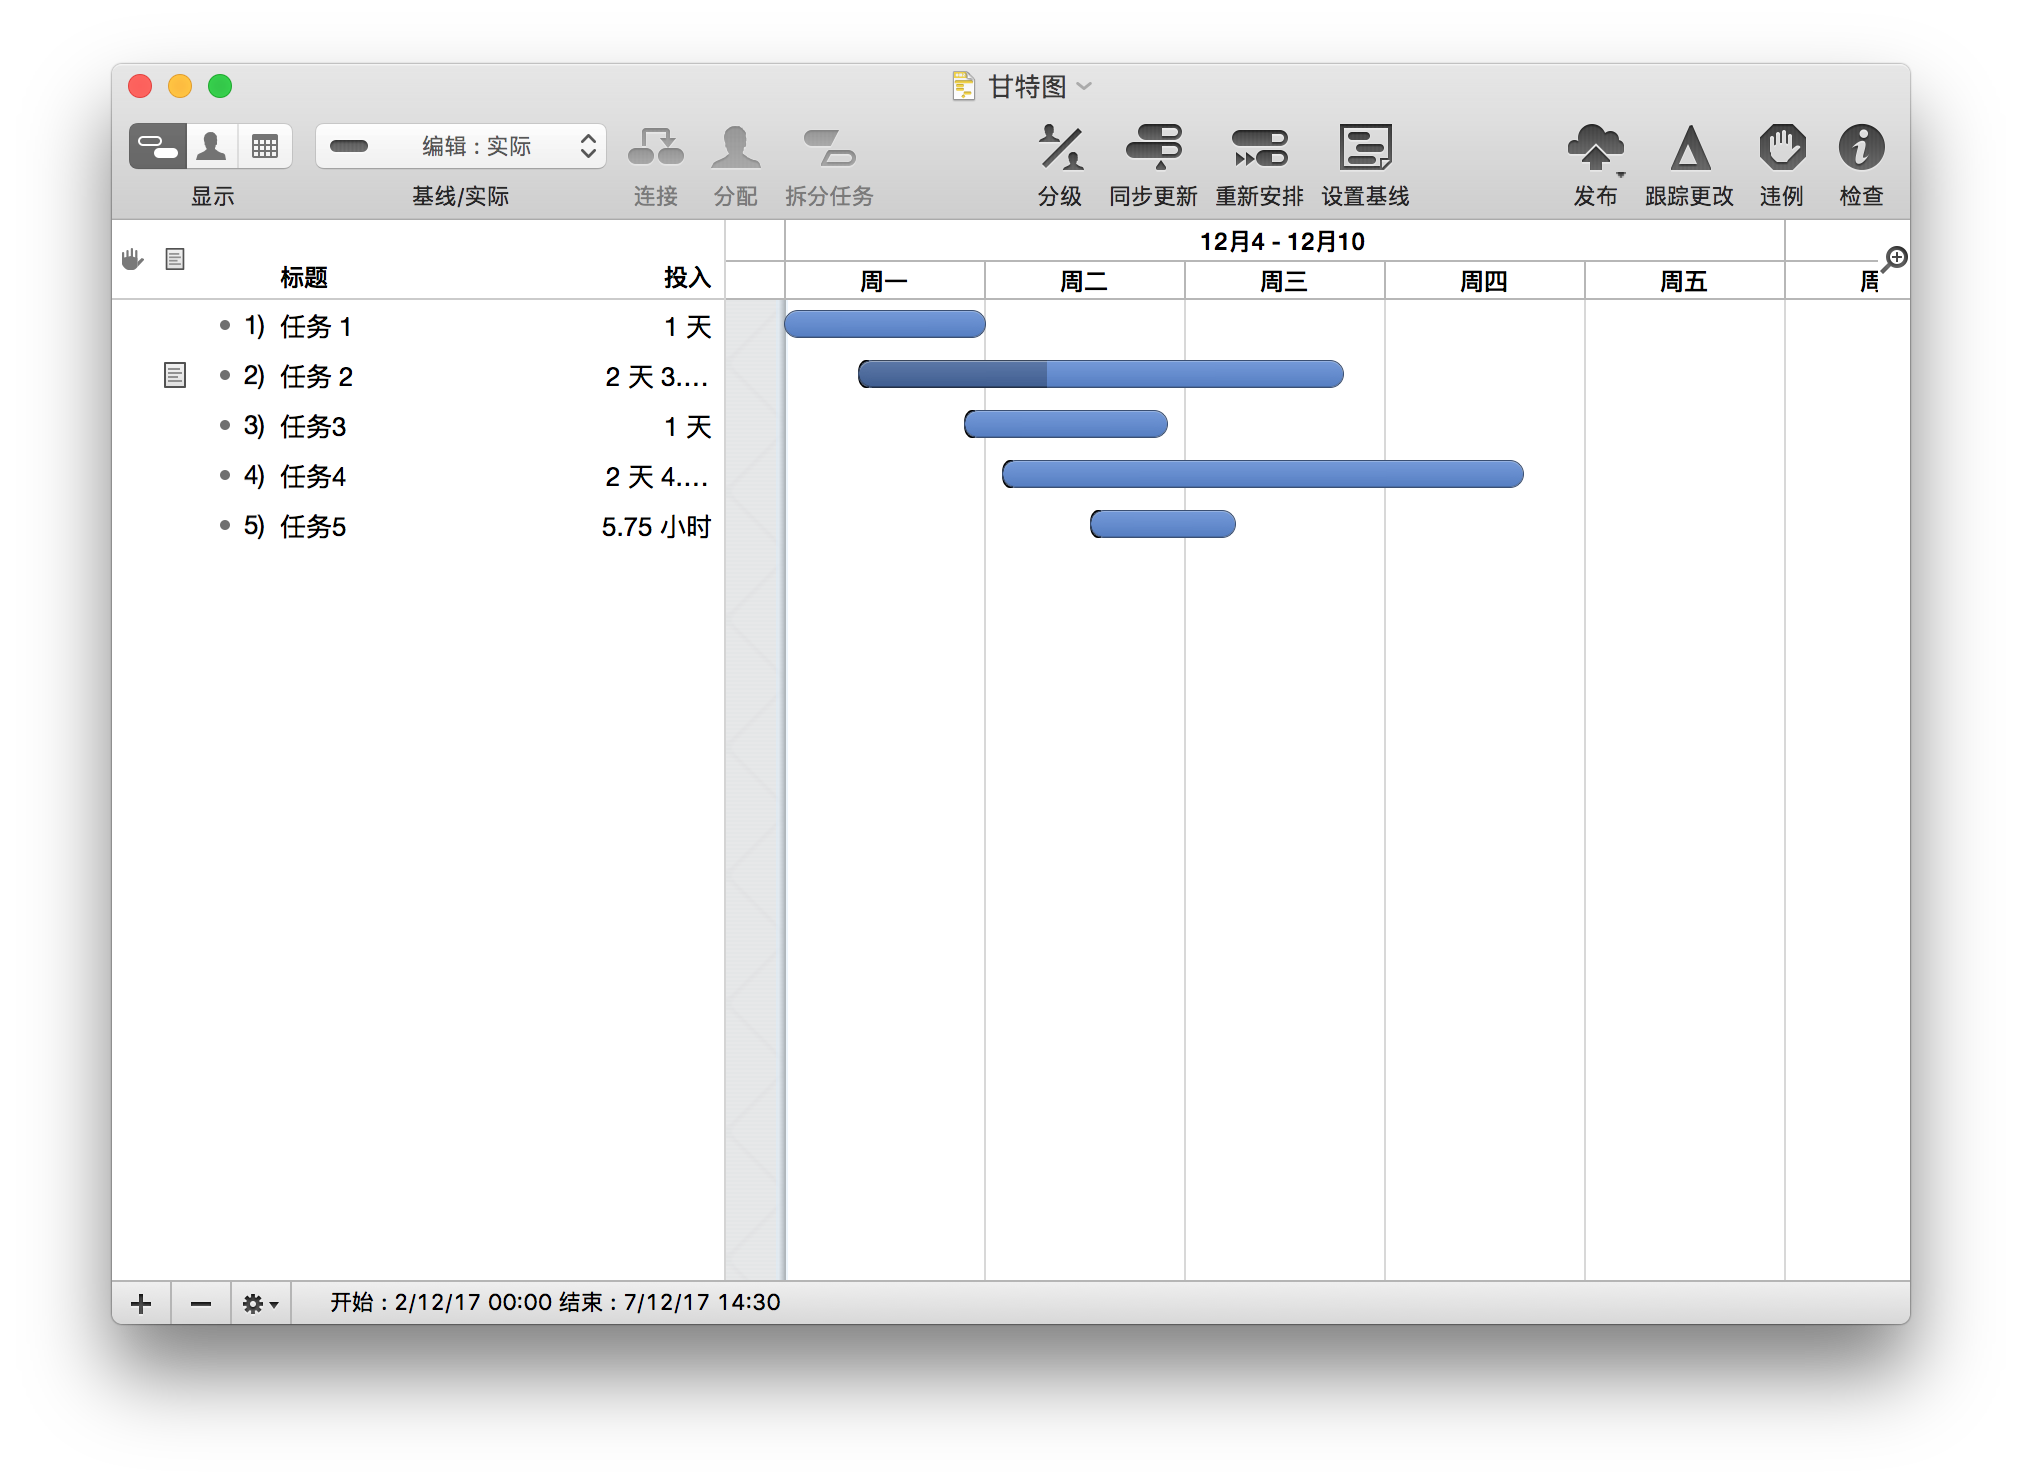 甘特图
编辑：实际
显示
基线/实际
连接
分配
拆分任务
分级
同步更新
重新安排
设置基线
发布
跟踪更改
违例
检查
12月4 - 12月10
标题
投入
周一
周二
周三
周四
周五
1) 任务 1
1 天
2) 任务 2
2 天 3....
3) 任务3
1 天
4) 任务4
2 天 4....
5) 任务5
5.75 小时
开始：2/12/17 00:00 结束：7/12/17 14:30